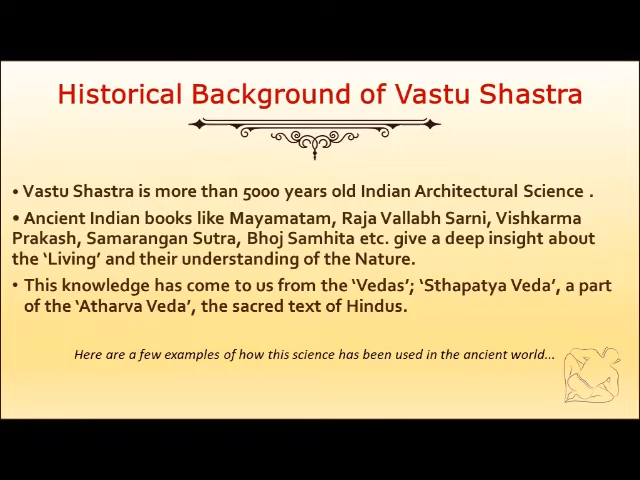 Historical Background of Vastu Shastra
• Vastu Shastra is more than 5000 years old Indian Architectural Science .
• Ancient Indian books like Mayamatam, Raja Vallabh Sarni, Vishkarma
Prakash, Samarangan Sutra, Bhoj Samhita etc. give a deep insight about
the ‘Living’ and their understanding of the Nature.
• This knowledge has come to us from the ‘Vedas’; ‘Sthapatya Veda’, a part
of the ‘Atharva Veda’, the sacred text of Hindus.
Here are a few examples of how this science has been used in the ancient world...